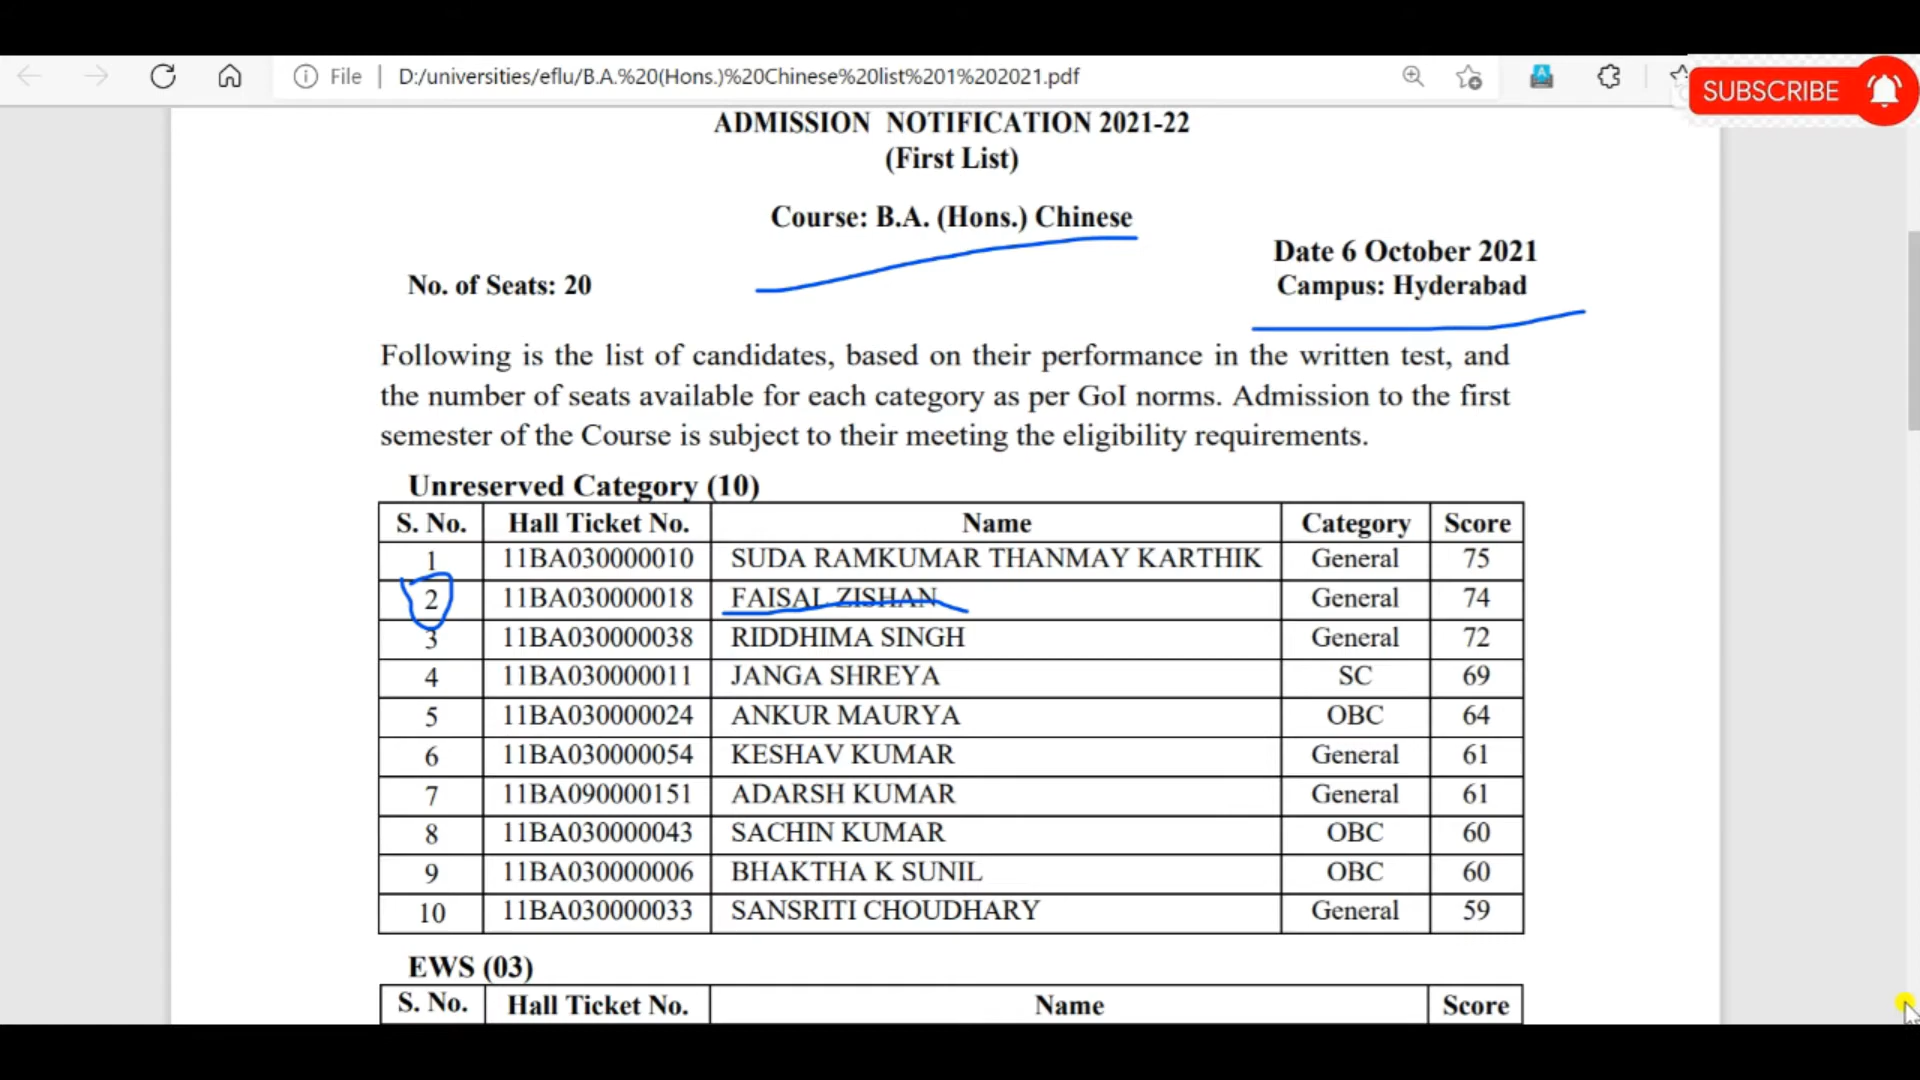 File | D:/universities/eflu/B.A.%20(Hons.)%20Chinese%20list%201%202021.pdf
SUBSCRIBE
ADMISSION NOTIFICATION 2021-22
(First List)
Course: B.A. (Hons.) Chinese
Date 6 October 2021
No. of Seats: 20
Campus: Hyderabad
Following is the list of candidates, based on their performance in the written test, and
the number of seats available for each category as per GoI norms. Admission to the first
semester of the Course is subject to their meeting the eligibility requirements.
Unreserved Category (10)
S. No. Hall Ticket No. Name Category Score
1 11BA030000010 SUDA RAMKUMAR THANMAY KARTHIK General 75
2 11BA030000018 FAISAL ZISHAN General 74
3 11BA030000038 RIDDHIMA SINGH General 72
4 11BA030000011 JANGA SHREYA SC 69
5 11BA030000024 ANKUR MAURYA OBC 64
6 11BA030000054 KESHAV KUMAR General 61
7 11BA090000151 ADARSH KUMAR General 61
8 11BA030000043 SACHIN KUMAR OBC 60
9 11BA030000006 BHAKTHA K SUNIL OBC 60
10 11BA030000033 SANSRITI CHOUDHARY General 59
EWS (03)
S. No. Hall Ticket No. Name Score